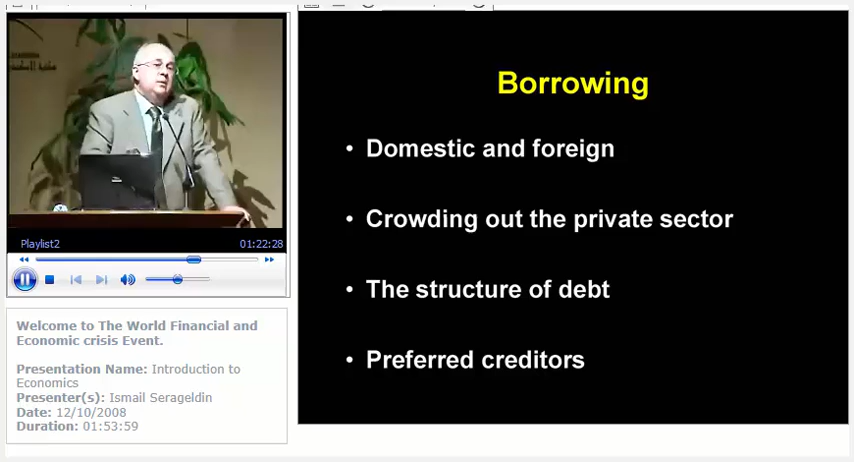 Playlist2
01:22:28
Welcome to The World Financial and
Economic crisis Event.
Presentation Name: Introduction to
Economics
Presenter(s): Ismail Serageldin
Date: 12/10/2008
Duration: 01:53:59
Borrowing
• Domestic and foreign
• Crowding out the private sector
• The structure of debt
• Preferred creditors